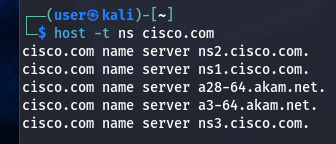 ┌──(user㉿kali)-[~]
└─$ host -t ns cisco.com
cisco.com name server ns2.cisco.com.
cisco.com name server ns1.cisco.com.
cisco.com name server a28-64.akam.net.
cisco.com name server a3-64.akam.net.
cisco.com name server ns3.cisco.com.